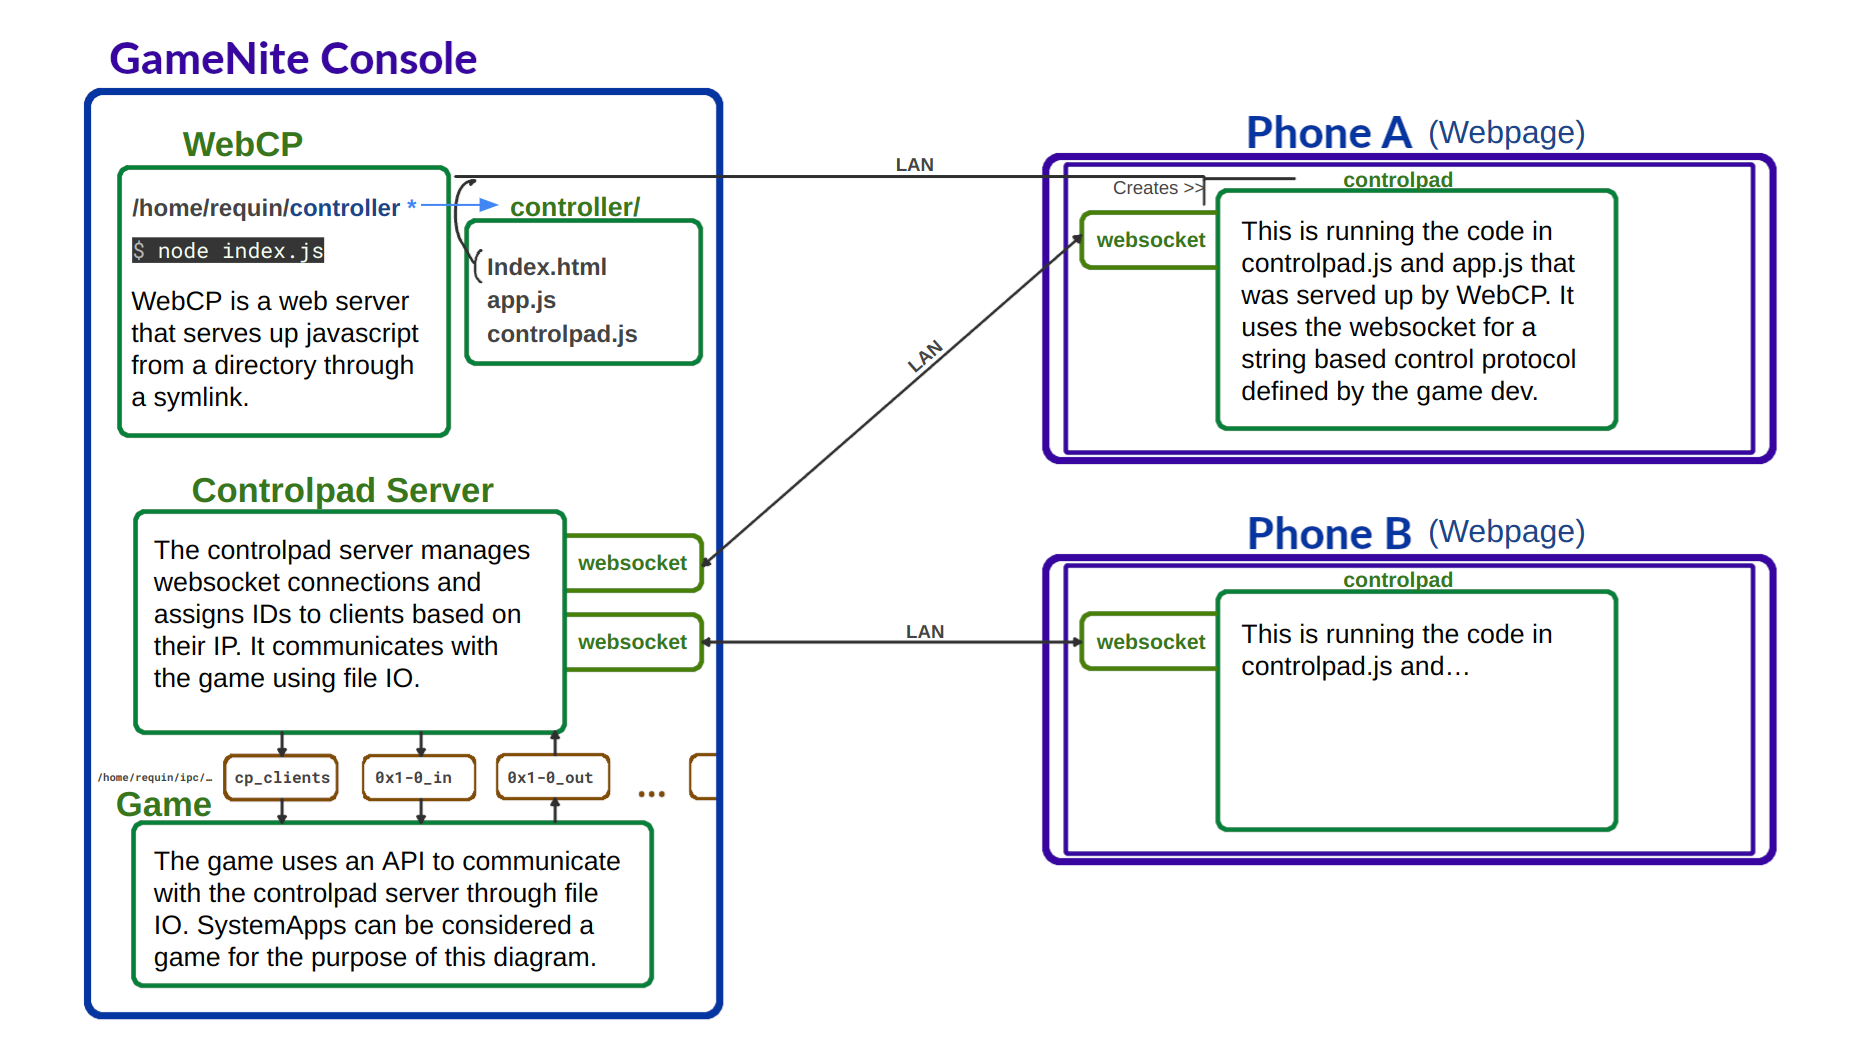 GameNite Console
WebCP
/home/requin/controller *
$ node index.js
WebCP is a web server
that serves up javascript
from a directory through
a symlink.
controller/
Index.html
app.js
controlpad.js
LAN
Phone A (Webpage)
Creates >>
controlpad
websocket
This is running the code in
controlpad.js and app.js that
was served up by WebCP. It
uses the websocket for a
string based control protocol
defined by the game dev.
LAN
Controlpad Server
The controlpad server manages
websocket connections and
assigns IDs to clients based on
their IP. It communicates with
the game using file IO.
websocket
websocket
LAN
Phone B (Webpage)
controlpad
websocket
This is running the code in
controlpad.js and…
/home/requin/ipc/…
cp_clients
0x1-0_in
0x1-0_out
...
Game
The game uses an API to communicate
with the controlpad server through file
IO. SystemApps can be considered a
game for the purpose of this diagram.